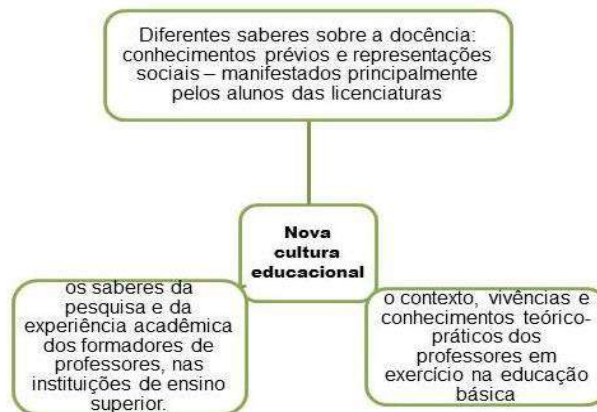 Diferentes saberes sobre a docência:
conhecimentos prévios e representações
sociais – manifestados principalmente
pelos alunos das licenciaturas
Nova
cultura
educacional
os saberes da
pesquisa e da
experiência acadêmica
dos formadores de
professores, nas
instituições de ensino
superior.
o contexto, vivências e
conhecimentos teórico-
práticos dos
professores em
exercício na educação
básica